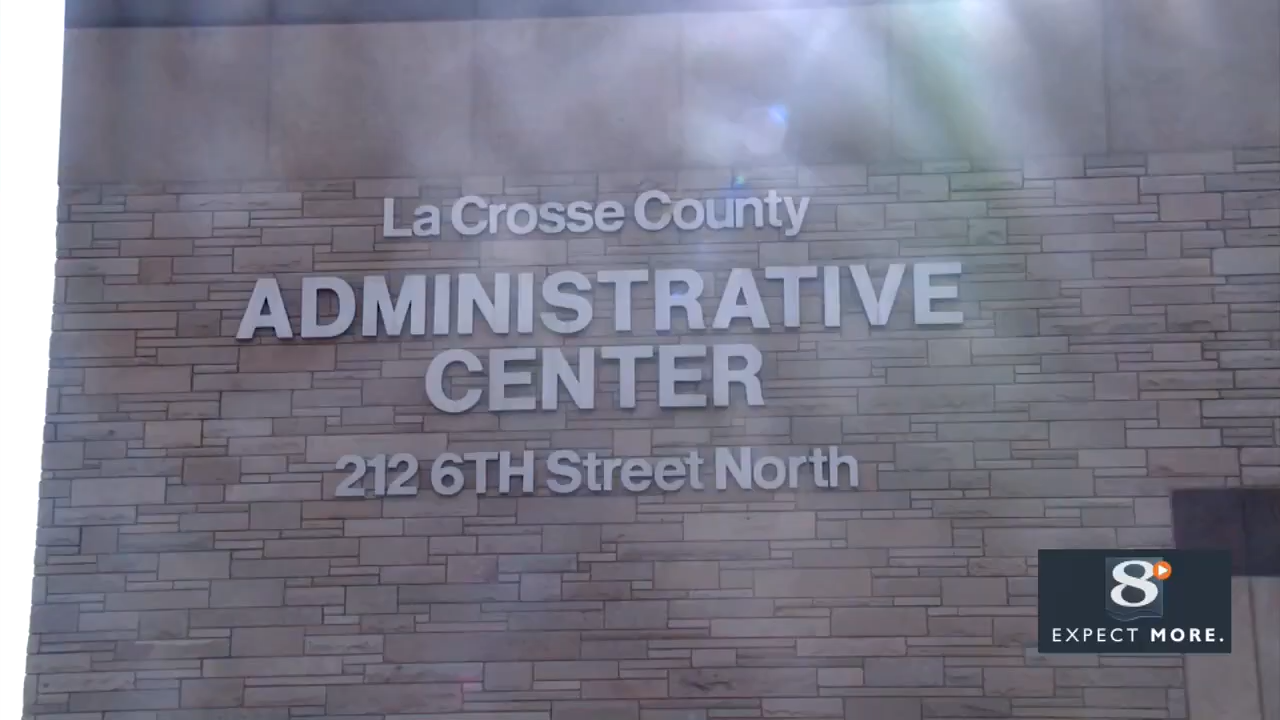 La Crosse County
ADMINISTRATIVE
CENTER
212 6TH Street North
8
EXPECT MORE.